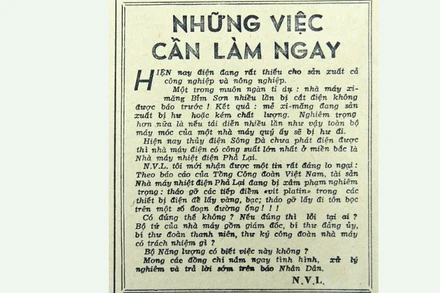 NHỮNG VIỆC
CẦN LÀM NGAY
HIỆN nay điện đang rất thiếu cho sản xuất cả
công nghiệp và nông nghiệp.
Một trong muôn ngàn tỉ dụ : nhà máy xi-
măng Bỉm Sơn nhiều lần bị cắt điện không
được báo trước ! Kết quả : mẻ xi-măng đang sản
xuất bị hư hoặc kém chất lượng. Nghiêm trọng
hơn nữa là nếu tái diễn nhiều lần như vậy toàn bộ
máy móc của một nhà máy quý ấy sẽ bị hư đi.
Hiện nay thủy điện Sông Đà chưa phát điện được
thì nhà máy điện có công suất lớn nhất ở miền bắc là
Nhà máy nhiệt điện Phả Lại.
N.V.L. tôi mới nhận được một tin rất đáng lo ngại :
Theo báo cáo của Tổng Công đoàn Việt Nam, tài sản
Nhà máy nhiệt điện Phả Lại đang bị xâm phạm nghiêm
trọng : tháo gỡ các tiếp điểm «vít platin» trong các
thiết bị điện để lấy vàng, bạc; tháo gỡ lấy đi tôn bọc
trên một số đoạn đường ống ! ! !
Có đúng thế không ? Nếu đúng thì lỗi tại ai ?
Bộ tứ của nhà máy gồm giám đốc, bí thư đảng ủy,
bí thư đoàn thanh niên, thư ký công đoàn nhà máy
có trách nhiệm gì ?
Bộ Năng lượng có biết việc này không ?
Mong các đồng chí nắm ngay tình hình, xử lý
nghiêm và trả lời sớm trên báo Nhân Dân.
N.V.L.